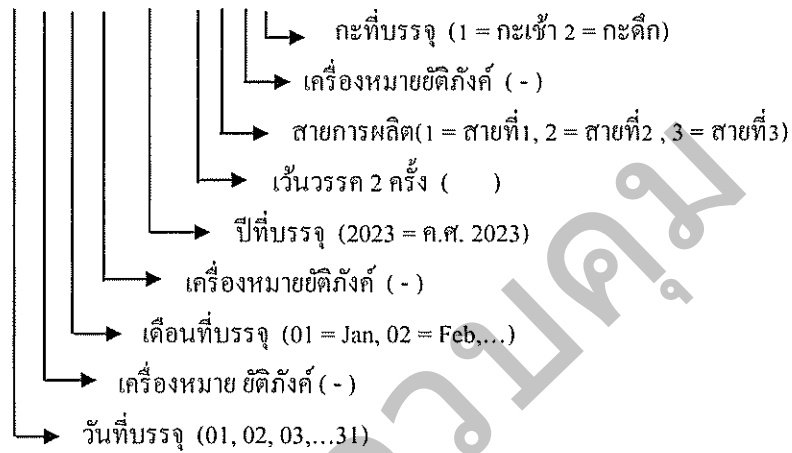 กะที่บรรจุ (1 = กะเช้า 2 = กะดึก)
เครื่องหมายยัติภังค์ ( - )
สายการผลิต(1 = สายที่1, 2 = สายที่2 , 3 = สายที่3)
เว้นวรรค 2 ครั้ง ( )
ปีที่บรรจุ (2023 = ค.ศ. 2023)
เครื่องหมายยัติภังค์ ( - )
เดือนที่บรรจุ (01 = Jan, 02 = Feb,…)
เครื่องหมาย ยัติภังค์ ( - )
วันที่บรรจุ (01, 02, 03,…31)
ควบคุม